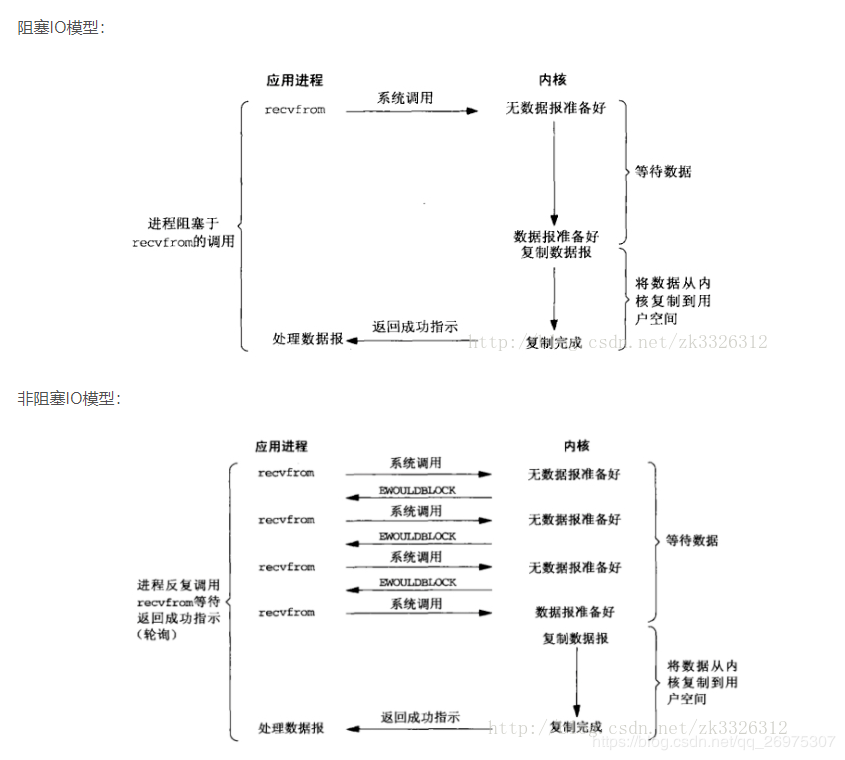 阻塞IO模型：
应用进程 内核
recvfrom 系统调用 无数据报准备好
等待数据
进程阻塞于
recvfrom的调用
数据报准备好
复制数据报
将数据从内
核复制到用
户空间
处理数据报 返回成功指示 复制完成
http://blog.csdn.net/zk3326312
非阻塞IO模型：
应用进程 内核
recvfrom 系统调用 无数据报准备好
EWOULDBLOCK
recvfrom 系统调用 无数据报准备好
EWOULDBLOCK
等待数据
recvfrom 系统调用 无数据报准备好
EWOULDBLOCK
进程反复调用
recvfrom等待
返回成功指示
（轮询）
recvfrom 系统调用 数据报准备好
复制数据报
将数据从内
核复制到用
户空间
处理数据报 返回成功指示 复制完成
http://blog.csdn.net/zk3326312
https://blog.csdn.net/qq_26975307